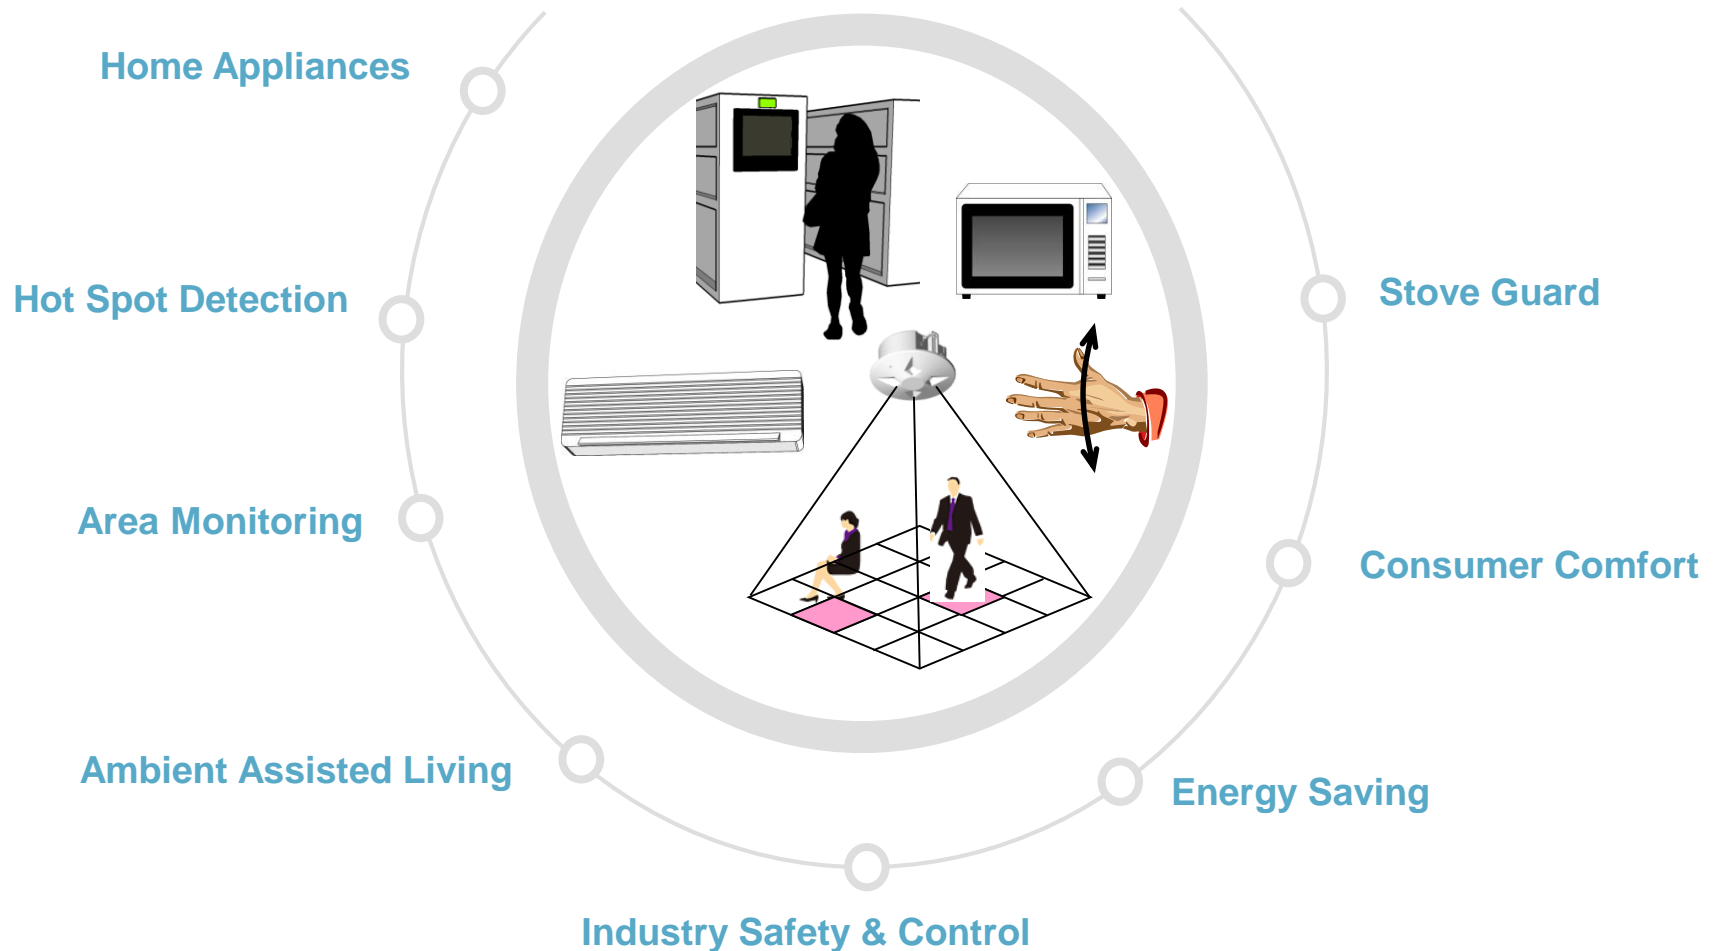 Home Appliances
Hot Spot Detection
Stove Guard
Area Monitoring
Consumer Comfort
Ambient Assisted Living
Energy Saving
Industry Safety & Control